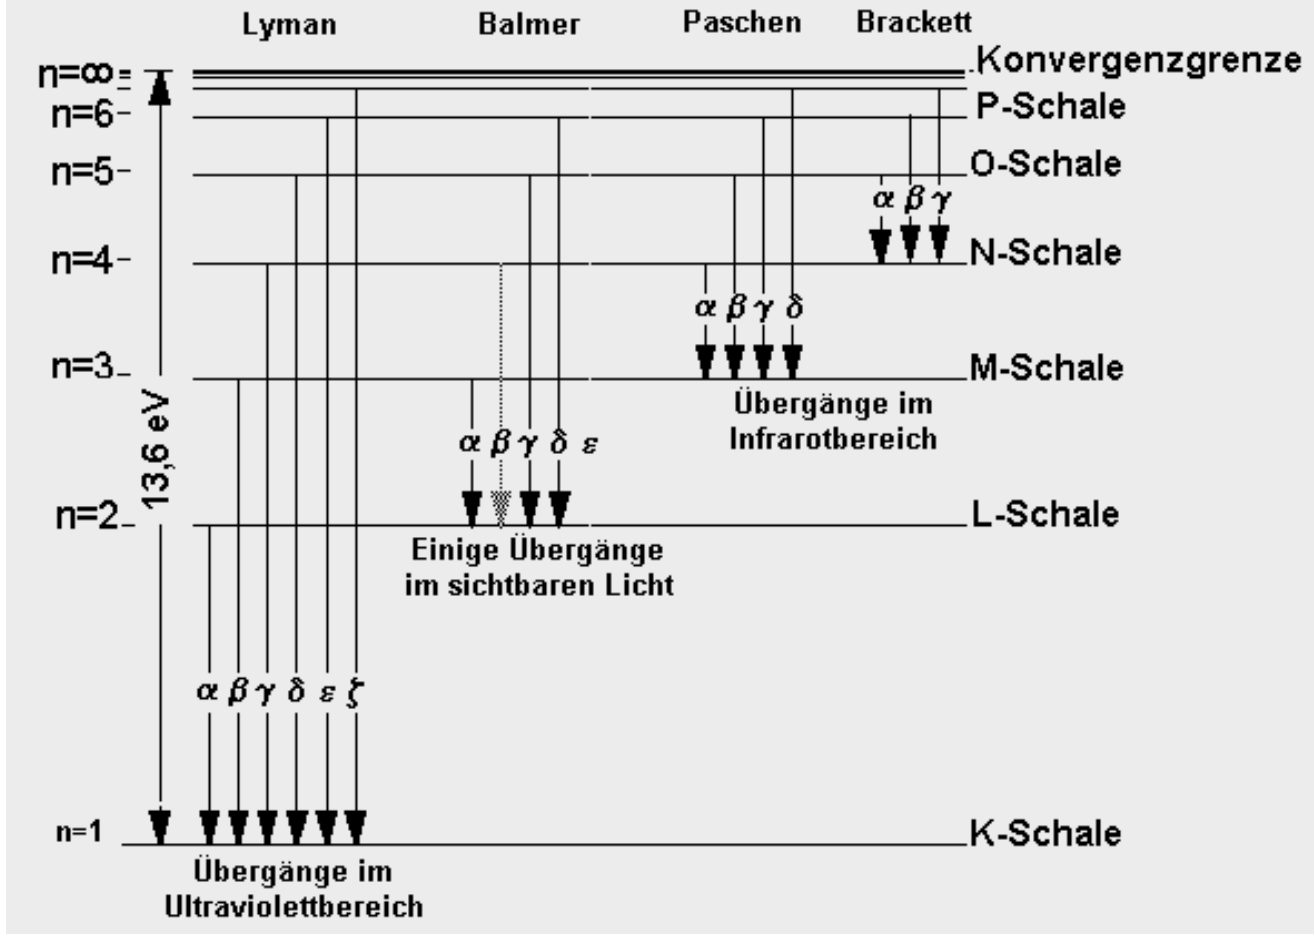 Lyman Balmer Paschen Brackett
n=∞ Konvergenzgrenze
n=6 P-Schale
n=5 O-Schale
α β γ
n=4 N-Schale
α β γ δ
n=3 M-Schale
Übergänge im
Infrarotbereich
13,6 eV
α β γ δ ε
n=2 L-Schale
Einige Übergänge
im sichtbaren Licht
α β γ δ ε ζ
n=1 K-Schale
Übergänge im
Ultraviolettbereich